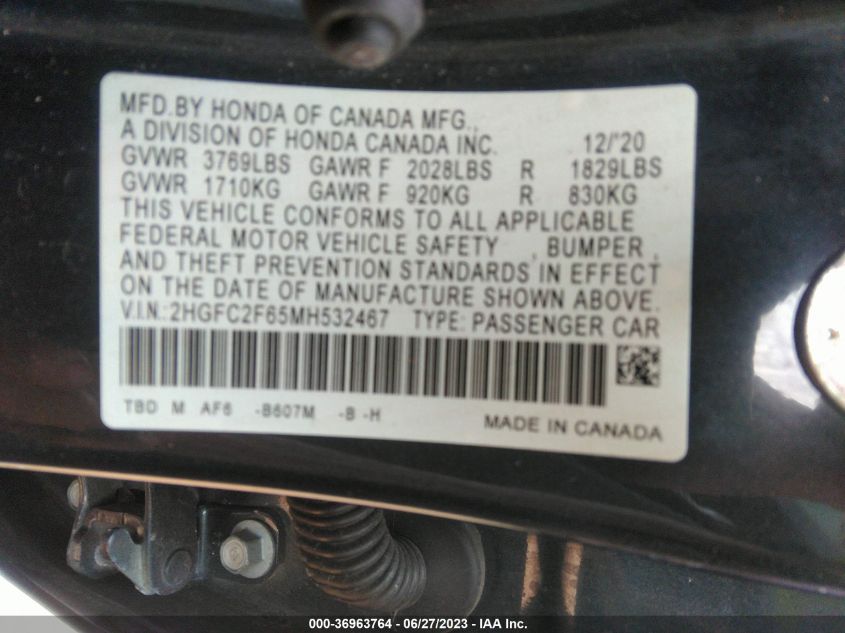 MFD.BY HONDA OF CANADA MFG.,
A DIVISION OF HONDA CANADA INC. 12/'20
GVWR 3769LBS GAWR F 2028LBS R 1829LBS
GVWR 1710KG GAWR F 920KG R 830KG
THIS VEHICLE CONFORMS TO ALL APPLICABLE
FEDERAL MOTOR VEHICLE SAFETY , BUMPER ,
AND THEFT PREVENTION STANDARDS IN EFFECT
ON THE DATE OF MANUFACTURE SHOWN ABOVE.
V.I.N.:2HGFC2F65MH532467 TYPE: PASSENGER CAR
TBD M AF6 -B607M -B -H
MADE IN CANADA
000-36963764 - 06/27/2023 - IAA Inc.